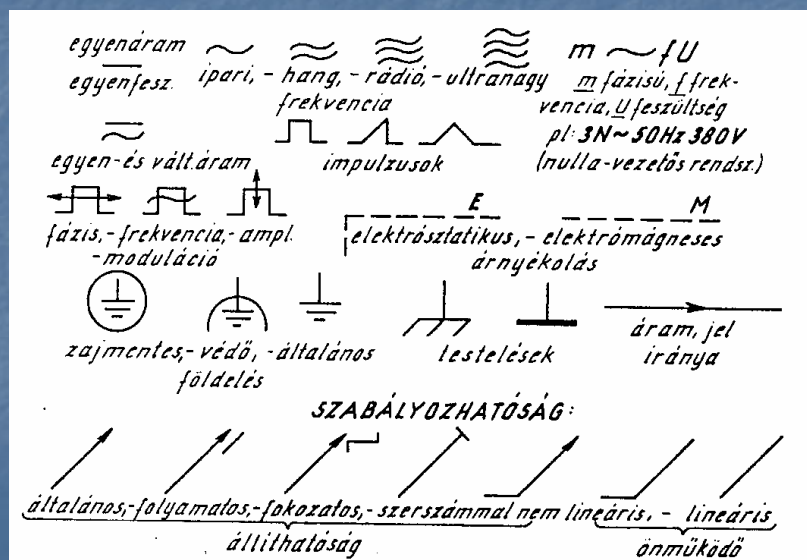 egyenáram
egyenfesz.
ipari, - hang, - rádió, - ultranagy
frekvencia
m ~ f U
m fázisú, f frek-
vencia, U feszültség
pl: 3N~50Hz 380V
(nulla-vezetős rendsz.)
egyen- és vált. áram
impulzusok
fázis, - frekvencia, - ampl.
-moduláció
E
M
elektrósztatikus, - elektrómágneses
árnyékolás
zajmentes, - védő, - általános
földelés
testelések
áram, jel
iránya
SZABÁLYOZHATÓSÁG:
általános, - folyamatos, - fokozatos, - szerszámmal nem lineáris, - lineáris
állíthatóság
önműködő